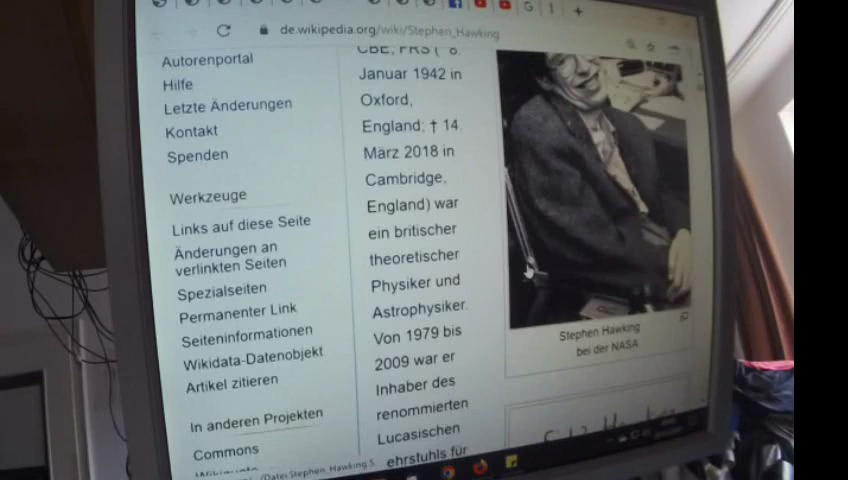 de.wikipedia.org/wiki/Stephen_Hawking
Autorenportal
Hilfe
Letzte Änderungen
Kontakt
Spenden
Werkzeuge
Links auf diese Seite
Änderungen an
verlinkten Seiten
Spezialseiten
Permanenter Link
Seiteninformationen
Wikidata-Datenobjekt
Artikel zitieren
In anderen Projekten
Commons
CBE, FRS (* 8.
Januar 1942 in
Oxford,
England; † 14.
März 2018 in
Cambridge,
England) war
ein britischer
theoretischer
Physiker und
Astrophysiker.
Von 1979 bis
2009 war er
Inhaber des
renommierten
Lucasischen
ehrstuhls für
Stephen Hawking
bei der NASA